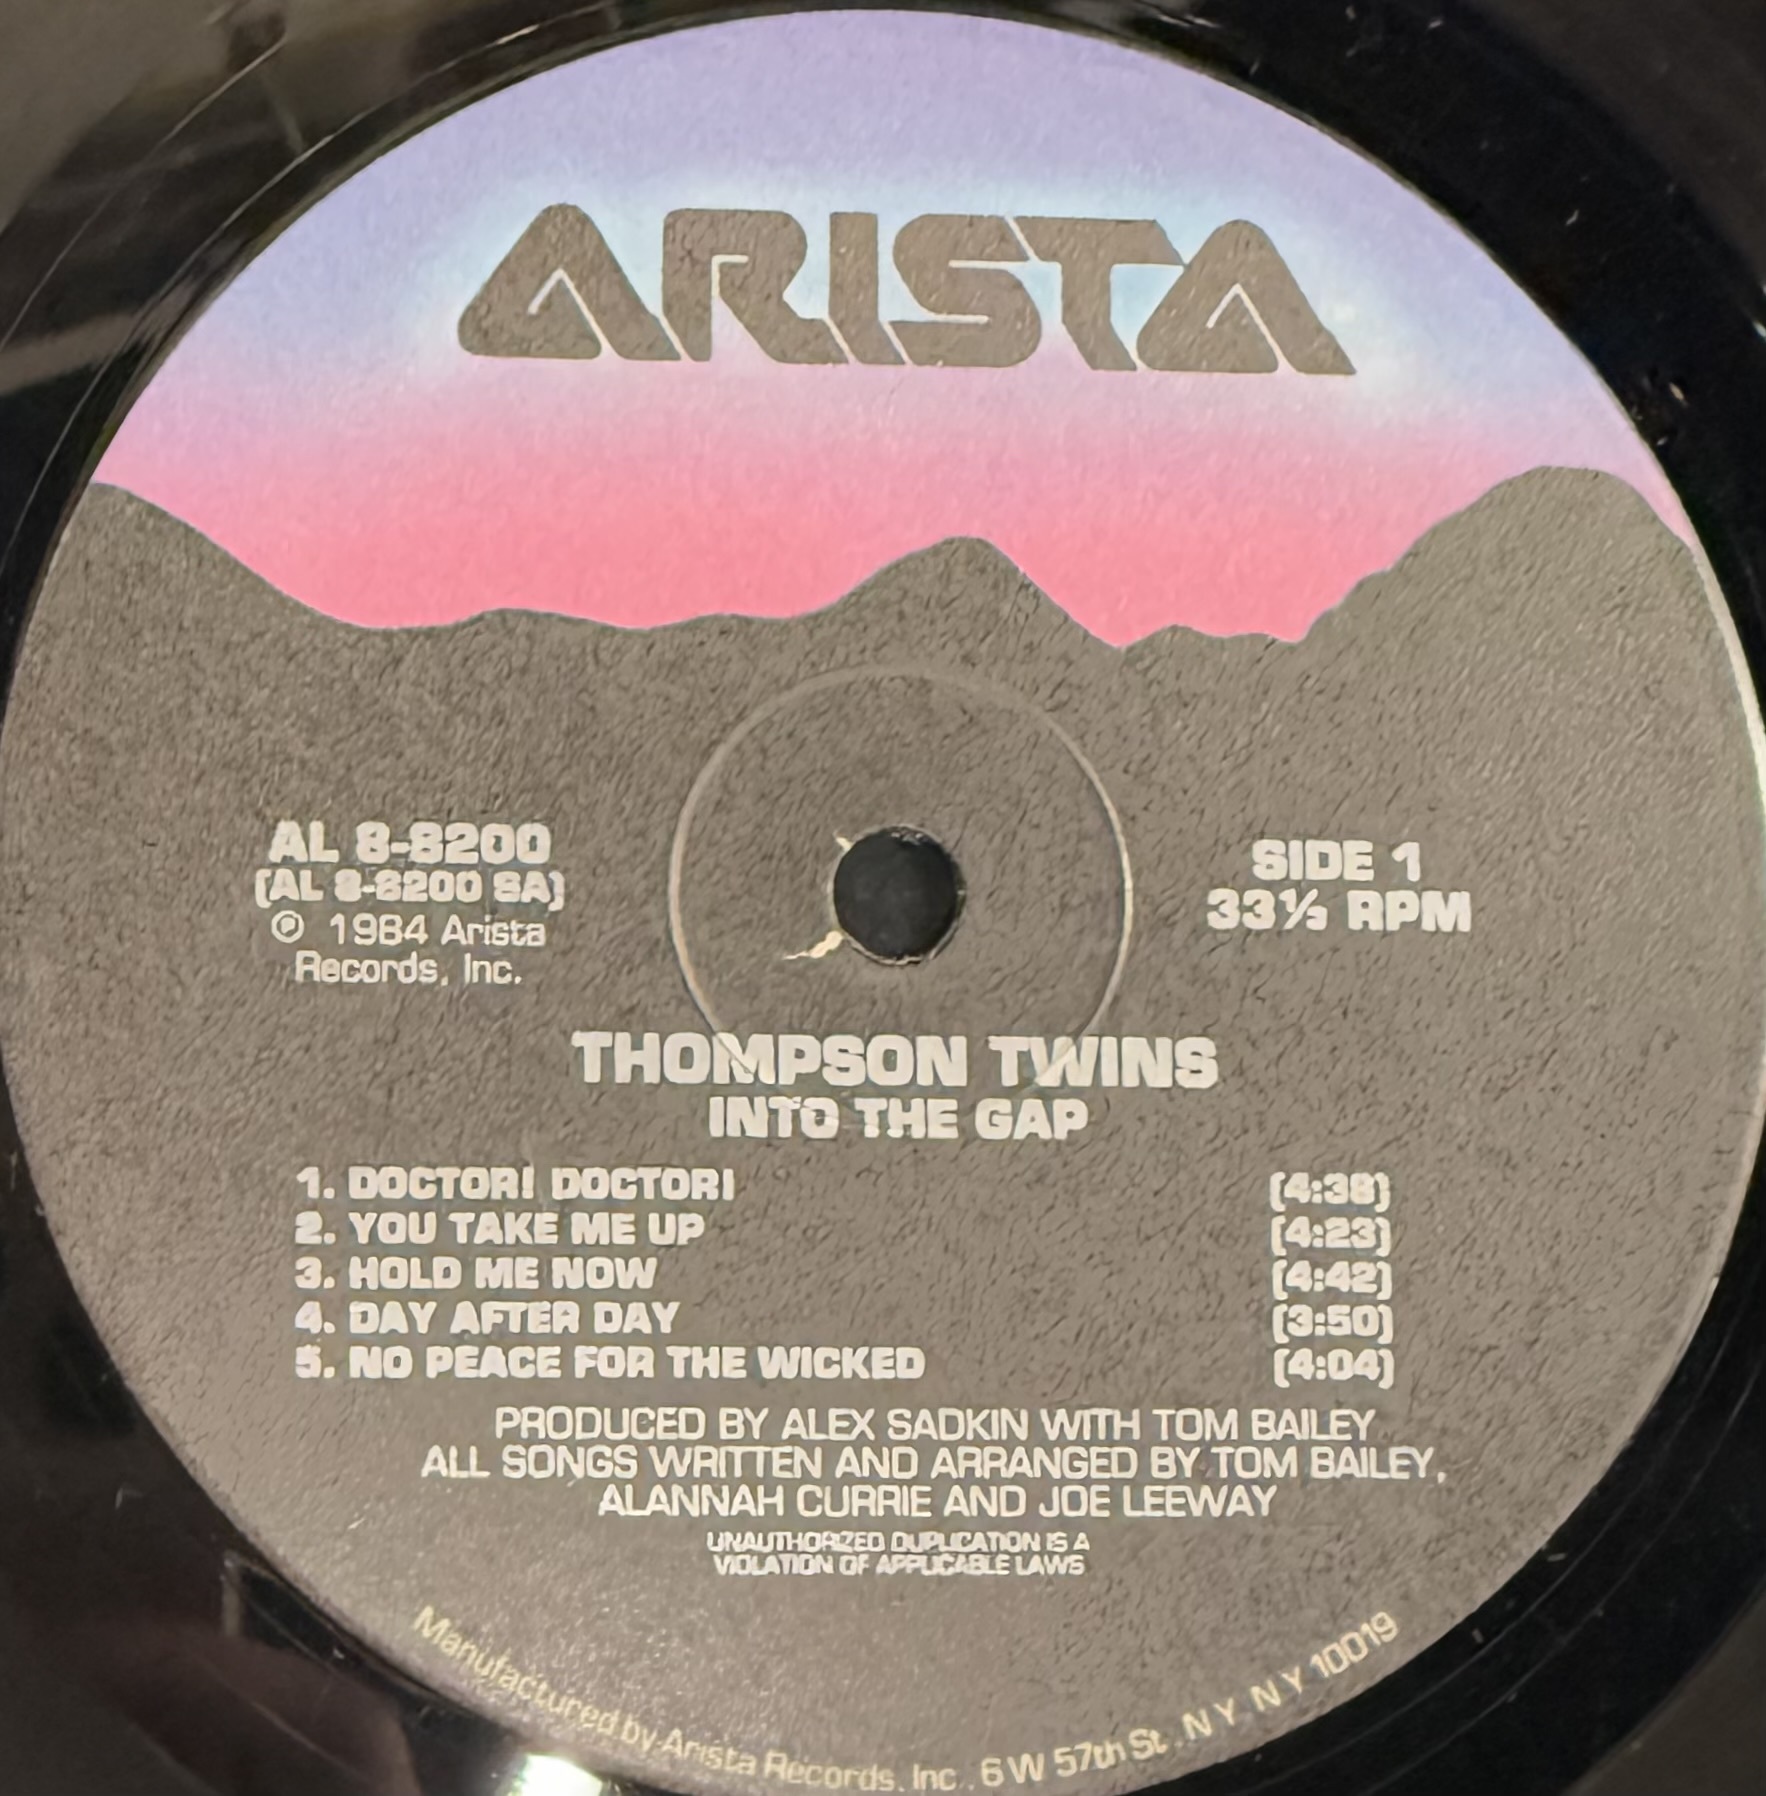 ARISTA
AL 8-8200
(AL 8-8200 SA)
℗ 1984 Arista
Records, Inc.
SIDE 1
33⅓ RPM
THOMPSON TWINS
INTO THE GAP
1. DOCTOR! DOCTOR! (4:38)
2. YOU TAKE ME UP (4:23)
3. HOLD ME NOW (4:42)
4. DAY AFTER DAY (3:50)
5. NO PEACE FOR THE WICKED (4:04)
PRODUCED BY ALEX SADKIN WITH TOM BAILEY
ALL SONGS WRITTEN AND ARRANGED BY TOM BAILEY,
ALANNAH CURRIE AND JOE LEEWAY
UNAUTHORIZED DUPLICATION IS A
VIOLATION OF APPLICABLE LAWS
Manufactured by Arista Records, Inc., 6 W 57th St., N Y N Y 10019